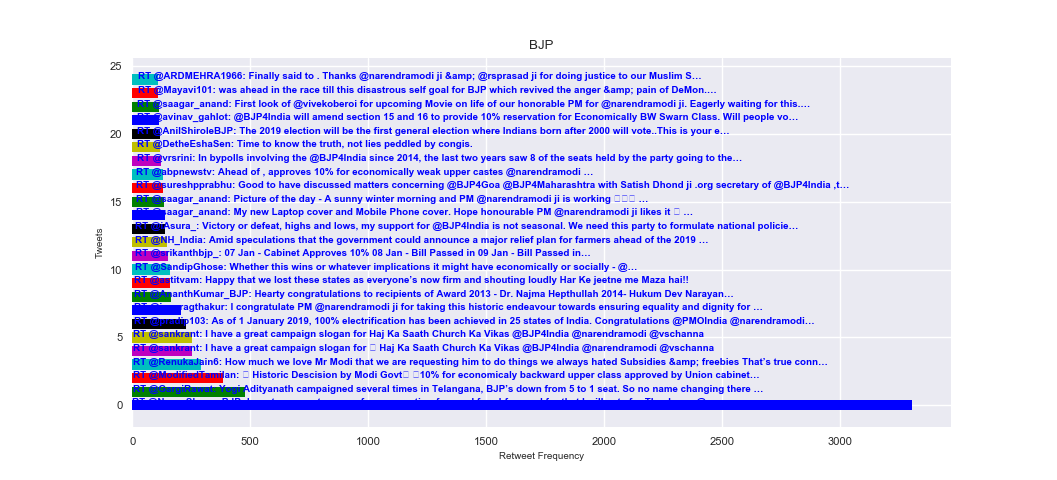 BJP
25
RT @ARDMEHRA1966: Finally said to . Thanks @narendramodi ji &amp; @rsprasad ji for doing justice to our Muslim S…
RT @Mayavi101: was ahead in the race till this disastrous self goal for BJP which revived the anger &amp; pain of DeMon.…
RT @saagar_anand: First look of @vivekoberoi for upcoming Movie on life of our honorable PM for @narendramodi ji. Eagerly waiting for this.…
RT @avinav_gahlot: @BJP4India will amend section 15 and 16 to provide 10% reservation for Economically BW Swarn Class. Will people vo…
20
RT @AnilShiroleBJP: The 2019 election will be the first general election where Indians born after 2000 will vote..This is your e…
RT @DetheEshaSen: Time to know the truth, not lies peddled by congis.
RT @vrsrini: In bypolls involving the @BJP4India since 2014, the last two years saw 8 of the seats held by the party going to the…
RT @abpnewstv: Ahead of , approves 10% for economically weak upper castes @narendramodi …
RT @sureshpprabhu: Good to have discussed matters concerning @BJP4Goa @BJP4Maharashtra with Satish Dhond ji .org secretary of @BJP4India ,t…
15
RT @saagar_anand: Picture of the day - A sunny winter morning and PM @narendramodi ji is working …
RT @saagar_anand: My new Laptop cover and Mobile Phone cover. Hope honourable PM @narendramodi ji likes it …
RT Victory or defeat, highs and lows, my support for @BJP4India is not seasonal. We need this party to formulate national policie…
RT @NH_India: Amid speculations that the government could announce a major relief plan for farmers ahead of the 2019 …
RT @srikanthbjp_: 07 Jan - Cabinet Approves 10% 08 Jan - Bill Passed in 09 Jan - Bill Passed in…
10
RT @SandipGhose: Whether this wins or whatever implications it might have economically or socially - @…
RT @astitvam: Happy that we lost these states as everyone's now firm and shouting loudly Har Ke jeetne me Maza hai!!
RT @AnanthKumar_BJP: Hearty congratulations to recipients of Award 2013 - Dr. Najma Hepthullah 2014- Hukum Dev Narayan…
RT I congratulate PM @narendramodi ji for taking this historic endeavour towards ensuring equality and dignity for …
RT As of 1 January 2019, 100% electrification has been achieved in 25 states of India. Congratulations @PMOIndia @narendramodi…
5
RT @sankrant: I have a great campaign slogan for Haj Ka Saath Church Ka Vikas @BJP4India @narendramodi @vschanna
RT @sankrant: I have a great campaign slogan for Haj Ka Saath Church Ka Vikas @BJP4India @narendramodi @vschanna
RT @RenukaJain6: How much we love Mr Modi that we are requesting him to do things we always hated Subsidies &amp; freebies That's true conn…
RT @ModifiedTamilan: Historic Descision by Modi Govt 10% for economicaly backward upper class approved by Union cabinet…
RT @GargiRawat: Yogi Adityanath campaigned several times in Telangana, BJP's down from 5 to 1 seat. So no name changing there …
0
0 500 1000 1500 2000 2500 3000
Retweet Frequency
Tweets